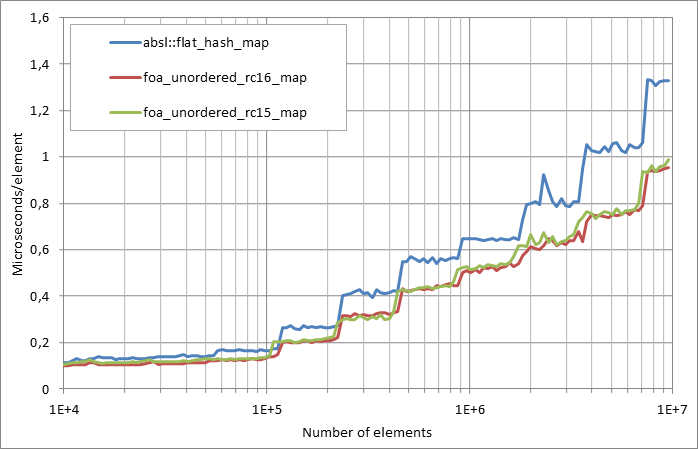 1,6
1,4
1,2
1
0,8
0,6
0,4
0,2
0
Microseconds/element
absl::flat_hash_map
foa_unordered_rc16_map
foa_unordered_rc15_map
1E+4 1E+5 1E+6 1E+7
Number of elements